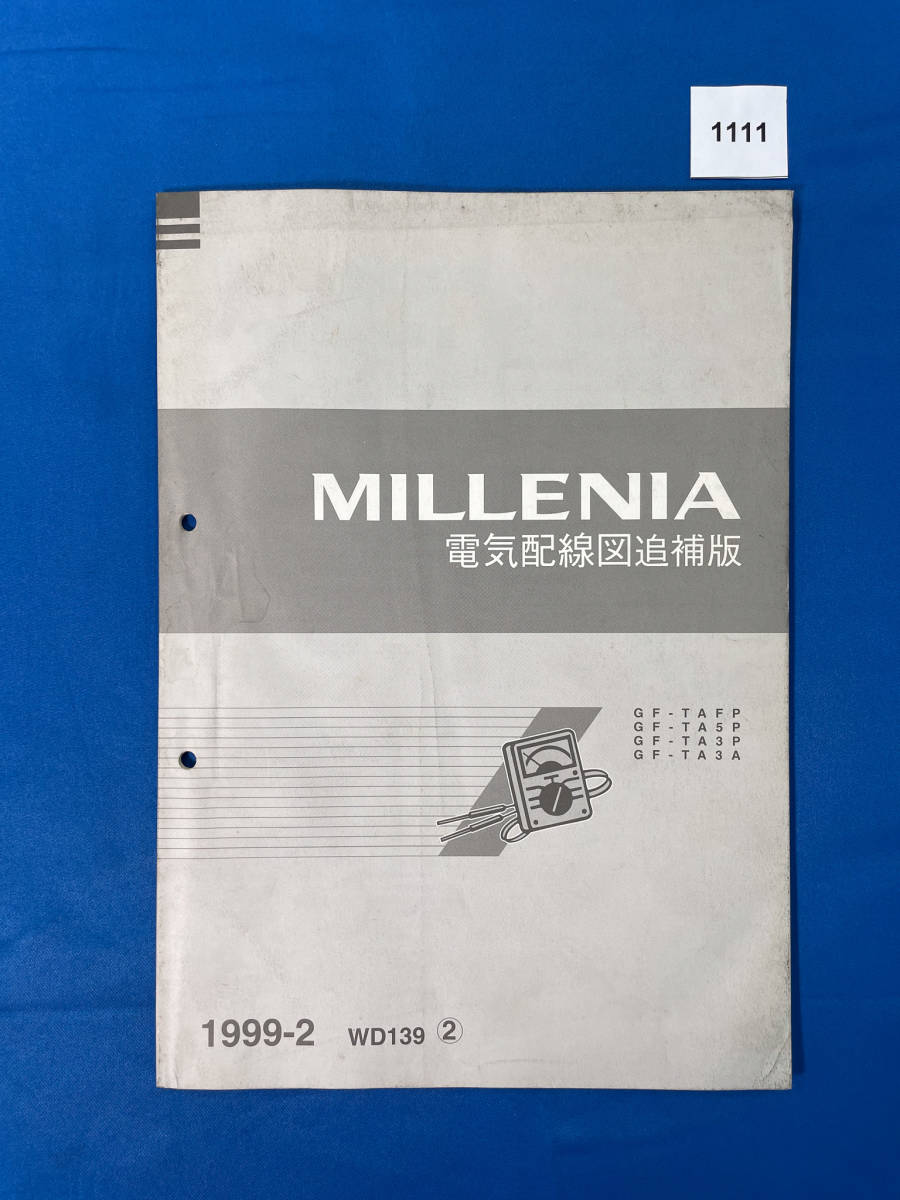 1111
MILLENIA
電気配線図追補版
GF-TAFP
GF-TA5P
GF-TA3P
GF-TA3A
1999-2 WD139 ②